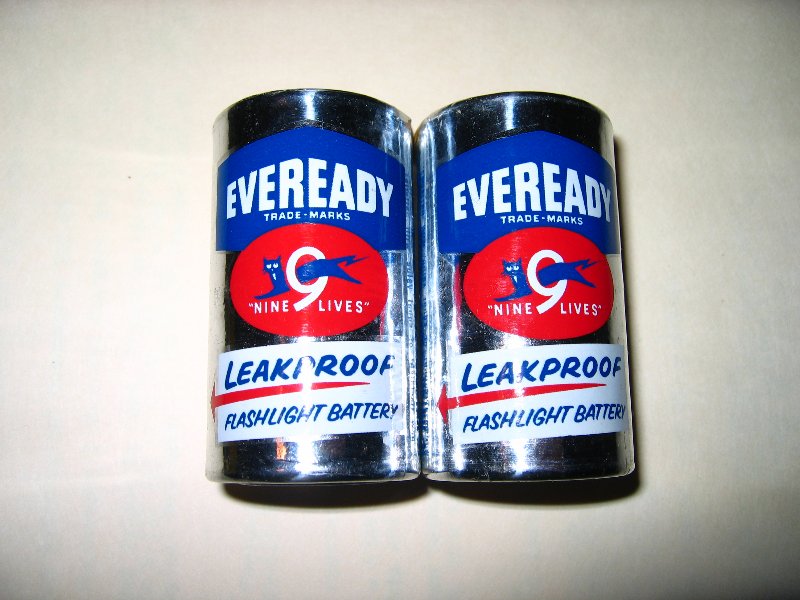 EVEREADY
TRADE-MARKS
9
"NINE LIVES"
LEAKPROOF
FLASHLIGHT BATTERY
EVEREADY
TRADE-MARKS
9
"NINE LIVES"
LEAKPROOF
FLASHLIGHT BATTERY